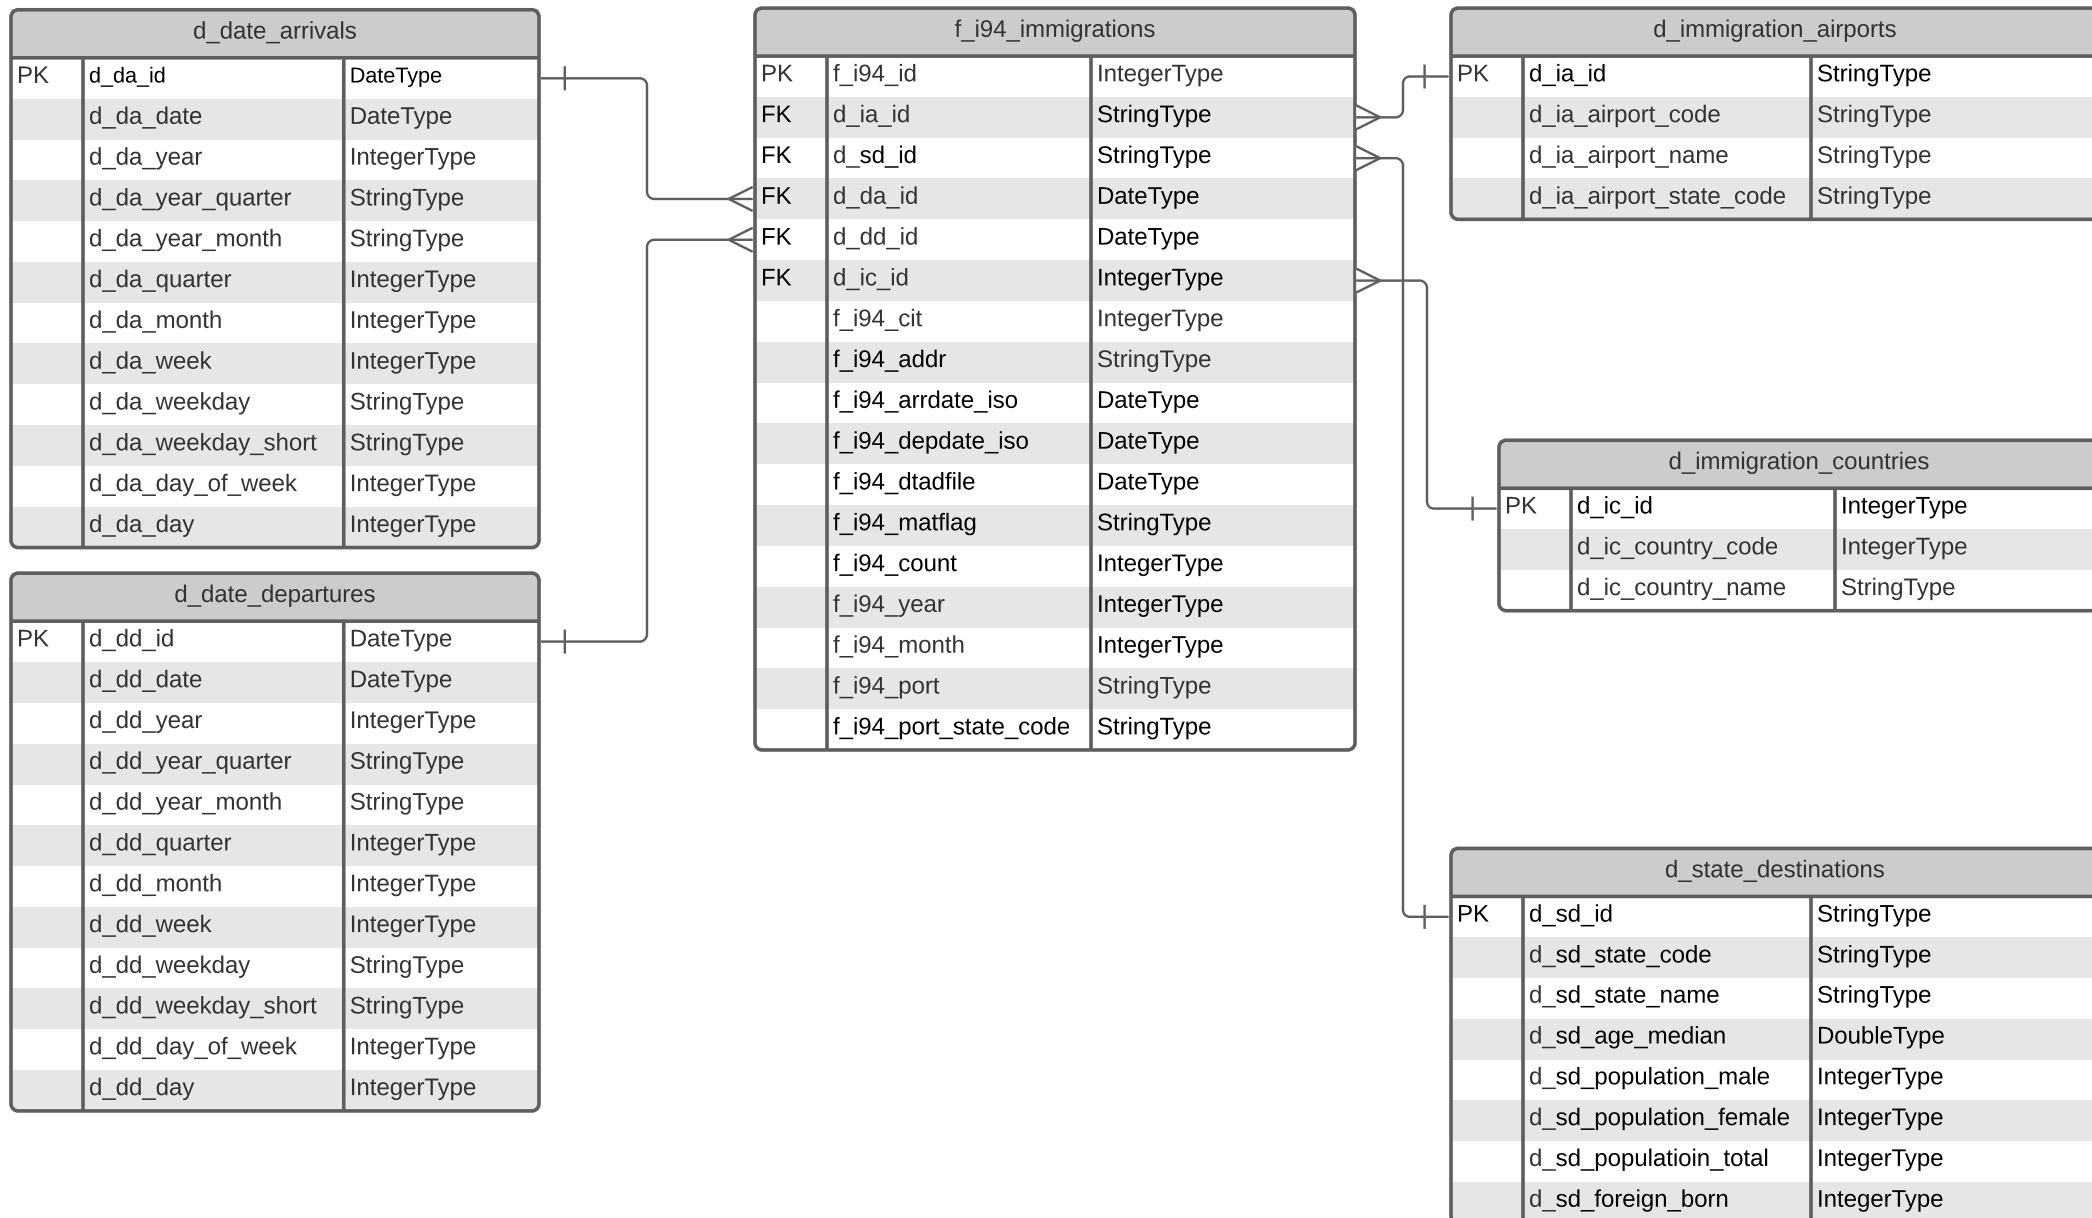 d_date_arrivals
PK d_da_id DateType
d_da_date DateType
d_da_year IntegerType
d_da_year_quarter StringType
d_da_year_month StringType
d_da_quarter IntegerType
d_da_month IntegerType
d_da_week IntegerType
d_da_weekday StringType
d_da_weekday_short StringType
d_da_day_of_week IntegerType
d_da_day IntegerType
d_date_departures
PK d_dd_id DateType
d_dd_date DateType
d_dd_year IntegerType
d_dd_year_quarter StringType
d_dd_year_month StringType
d_dd_quarter IntegerType
d_dd_month IntegerType
d_dd_week IntegerType
d_dd_weekday StringType
d_dd_weekday_short StringType
d_dd_day_of_week IntegerType
d_dd_day IntegerType
f_i94_immigrations
PK f_i94_id IntegerType
FK d_ia_id StringType
FK d_sd_id StringType
FK d_da_id DateType
FK d_dd_id DateType
FK d_ic_id IntegerType
f_i94_cit IntegerType
f_i94_addr StringType
f_i94_arrdate_iso DateType
f_i94_depdate_iso DateType
f_i94_dtadfile DateType
f_i94_matflag StringType
f_i94_count IntegerType
f_i94_year IntegerType
f_i94_month IntegerType
f_i94_port StringType
f_i94_port_state_code StringType
d_immigration_airports
PK d_ia_id StringType
d_ia_airport_code StringType
d_ia_airport_name StringType
d_ia_airport_state_code StringType
d_immigration_countries
PK d_ic_id IntegerType
d_ic_country_code IntegerType
d_ic_country_name StringType
d_state_destinations
PK d_sd_id StringType
d_sd_state_code StringType
d_sd_state_name StringType
d_sd_age_median DoubleType
d_sd_population_male IntegerType
d_sd_population_female IntegerType
d_sd_populatioin_total IntegerType
d_sd_foreign_born IntegerType